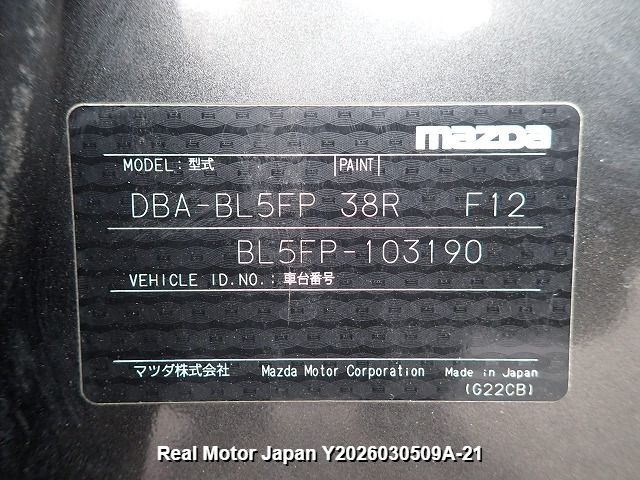 mazda
MODEL: 型式 PAINT
DBA-BL5FP 38R F12
BL5FP-103190
VEHICLE ID.NO.: 車台番号
マツダ株式会社 Mazda Motor Corporation Made in Japan
(G22CB)
Real Motor Japan Y2026030509A-21